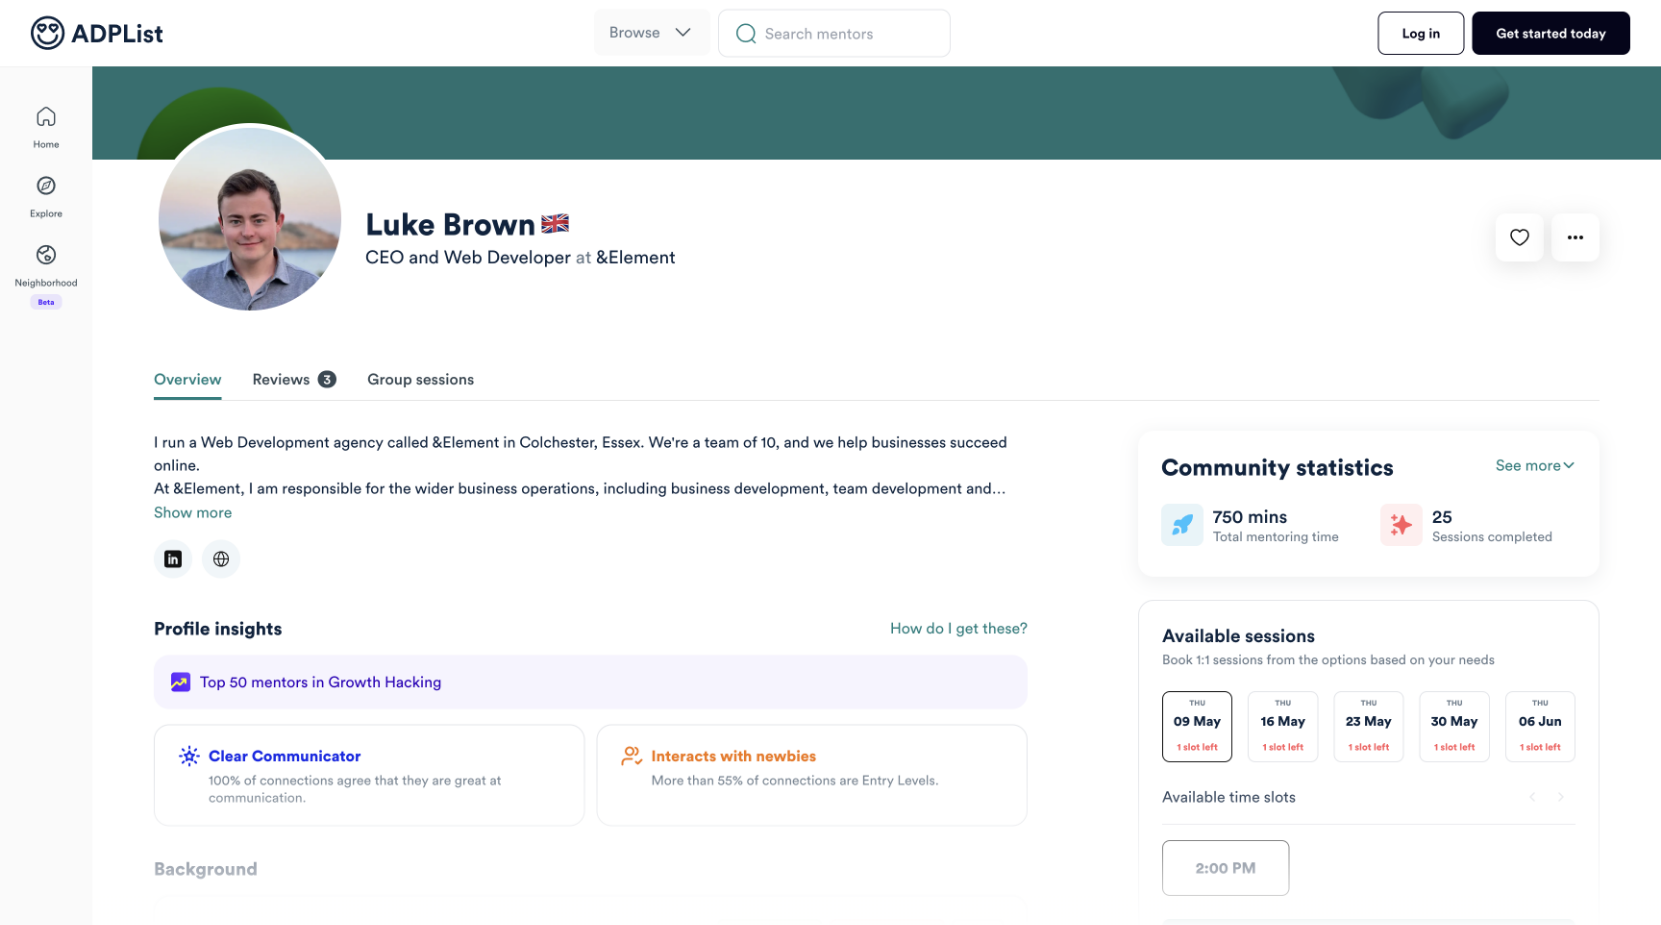 ADPList
Browse
Search mentors
Log in
Get started today
Home
Explore
Neighborhood
Beta
Luke Brown
CEO and Web Developer at &Element
Overview
Reviews 3
Group sessions
I run a Web Development agency called &Element in Colchester, Essex. We're a team of 10, and we help businesses succeed
online.
At &Element, I am responsible for the wider business operations, including business development, team development and...
Show more
in
Profile insights
How do I get these?
Top 50 mentors in Growth Hacking
Clear Communicator
100% of connections agree that they are great at
communication.
Interacts with newbies
More than 55% of connections are Entry Levels.
Background
Community statistics
See more
750 mins
Total mentoring time
25
Sessions completed
Available sessions
Book 1:1 sessions from the options based on your needs
THU
09 May
1 slot left
THU
16 May
1 slot left
THU
23 May
1 slot left
THU
30 May
1 slot left
THU
06 Jun
1 slot left
Available time slots
2:00 PM